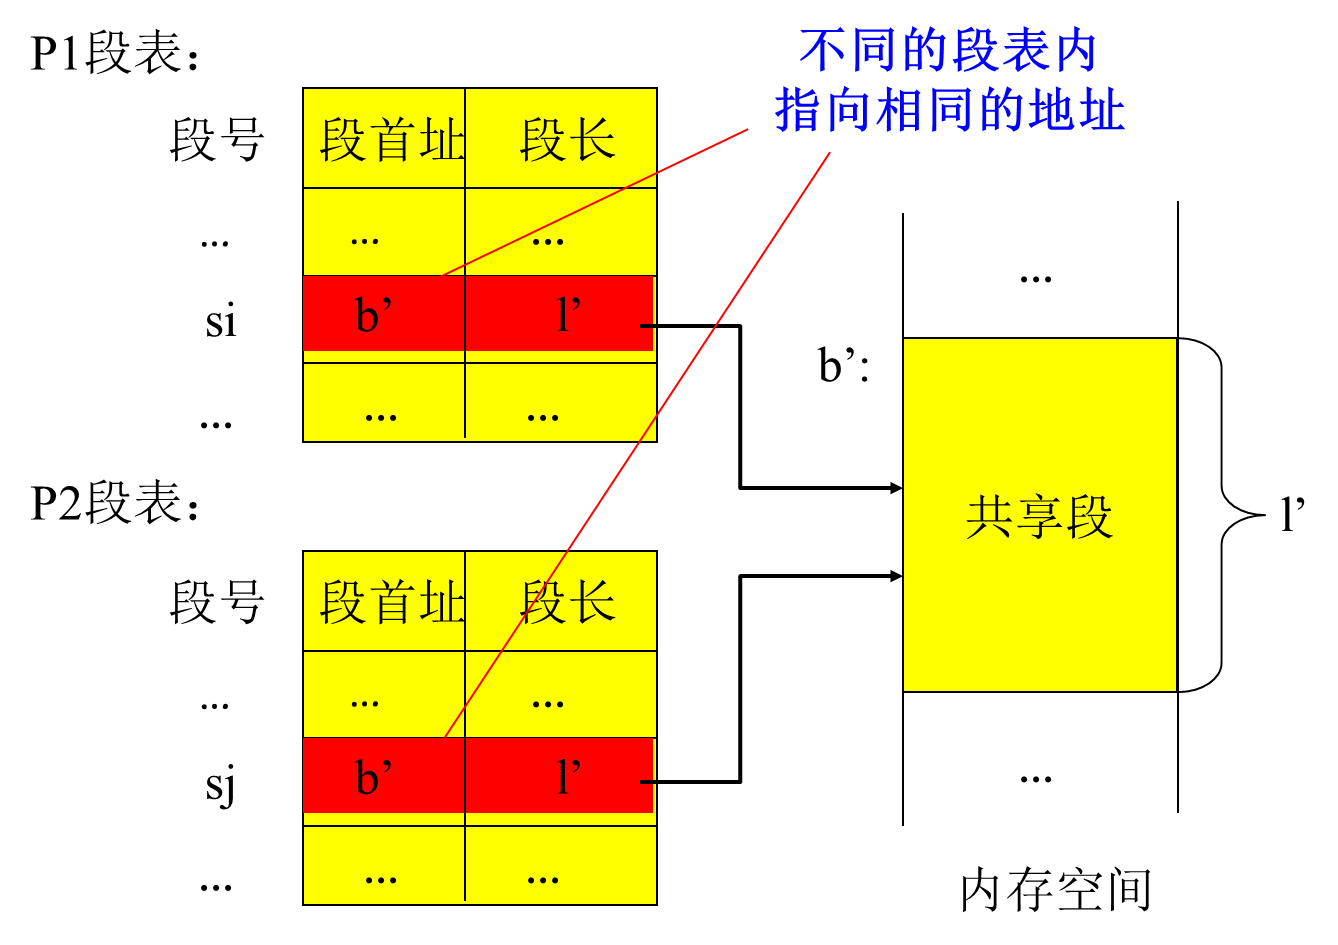 P1段表：
不同的段表内
指向相同的地址
段号 段首址 段长
... ... ...
si b’ l’
... ... ...
P2段表：
段号 段首址 段长
... ... ...
sj b’ l’
... ... ...
...
b’:
共享段
l’
...
内存空间